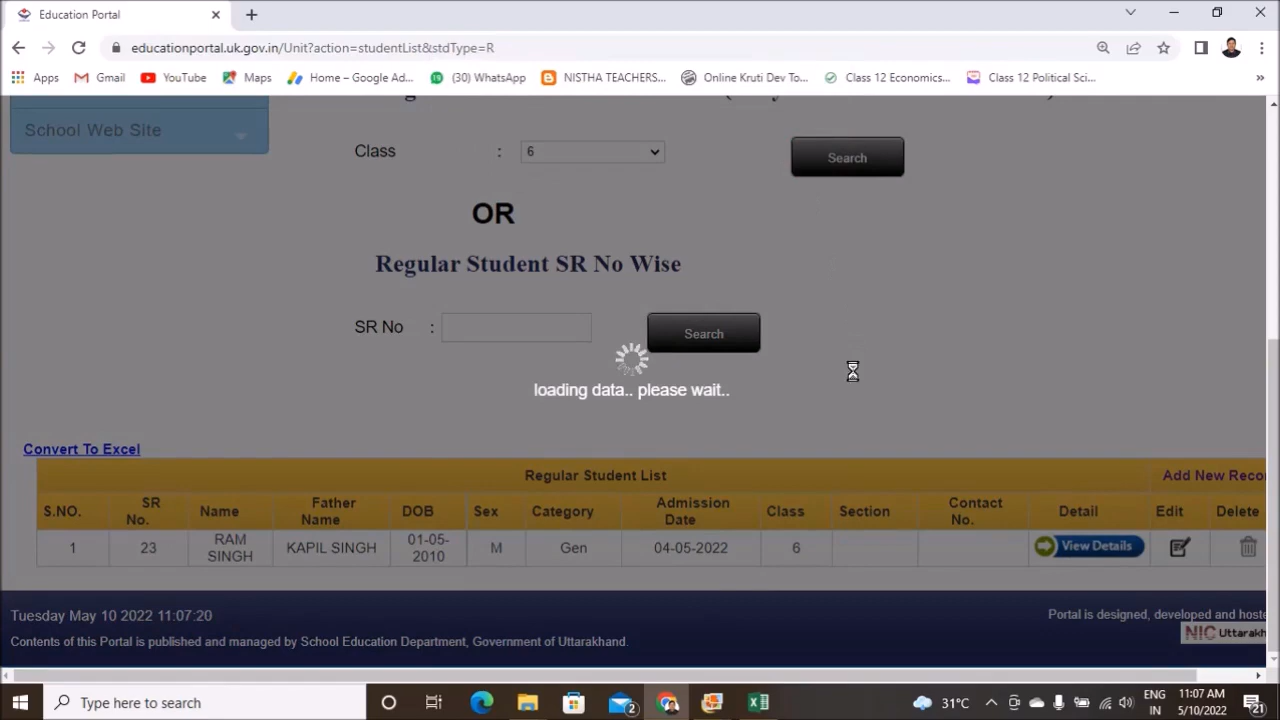 Education Portal
educationportal.uk.gov.in/Unit?action=studentList&stdType=R
Apps Gmail YouTube Maps Home – Google Ad... (30) WhatsApp NISTHA TEACHERS... Online Kruti Dev To... Class 12 Economics... Class 12 Political Sci... »
School Web Site
Class : 6 Search
OR
Regular Student SR No Wise
SR No : Search
loading data.. please wait..
Convert To Excel
Regular Student List Add New Reco
S.NO. SR No. Name Father Name DOB Sex Category Admission Date Class Section Contact No. Detail Edit Delete
1 23 RAM SINGH KAPIL SINGH 01-05-2010 M Gen 04-05-2022 6 View Details
Tuesday May 10 2022 11:07:20 Portal is designed, developed and hoste
Contents of this Portal is published and managed by School Education Department, Government of Uttarakhand. NIC Uttarakh
Type here to search 2 31°C ENG IN 11:07 AM 5/10/2022 21